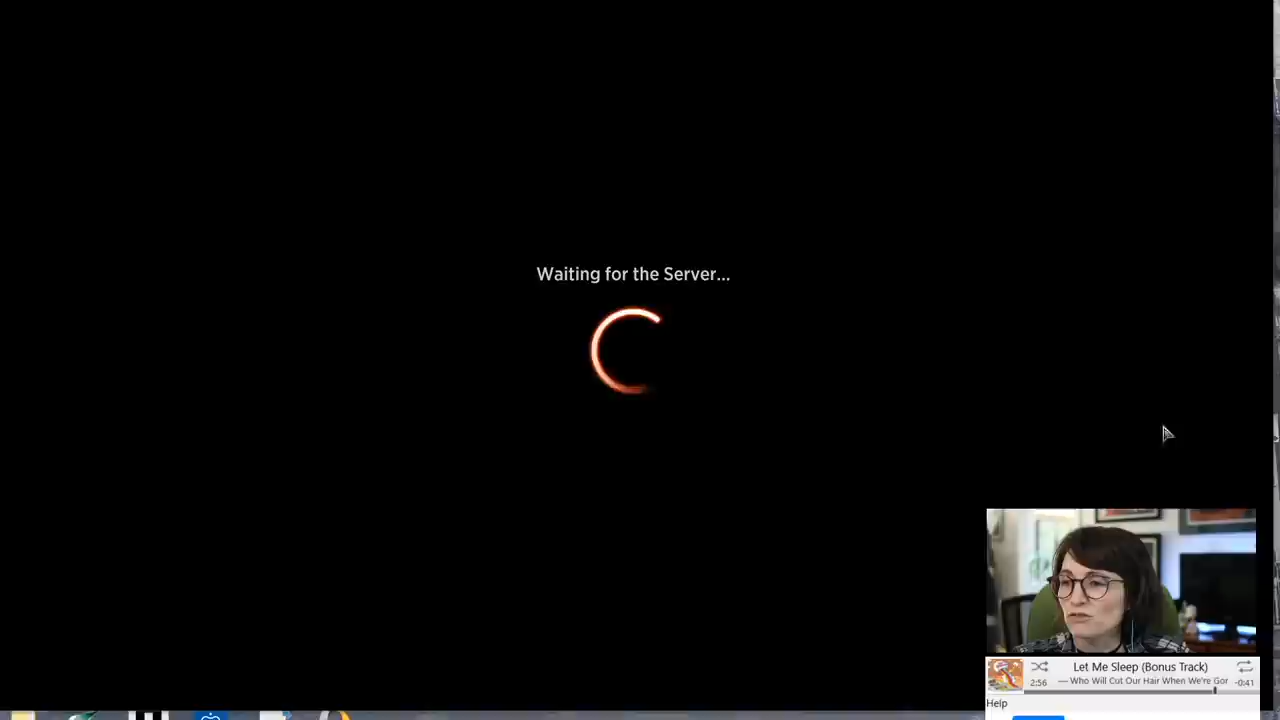 Waiting for the Server...
Let Me Sleep (Bonus Track)
2:56
— Who Will Cut Our Hair When We're Gor
-0:41
Help